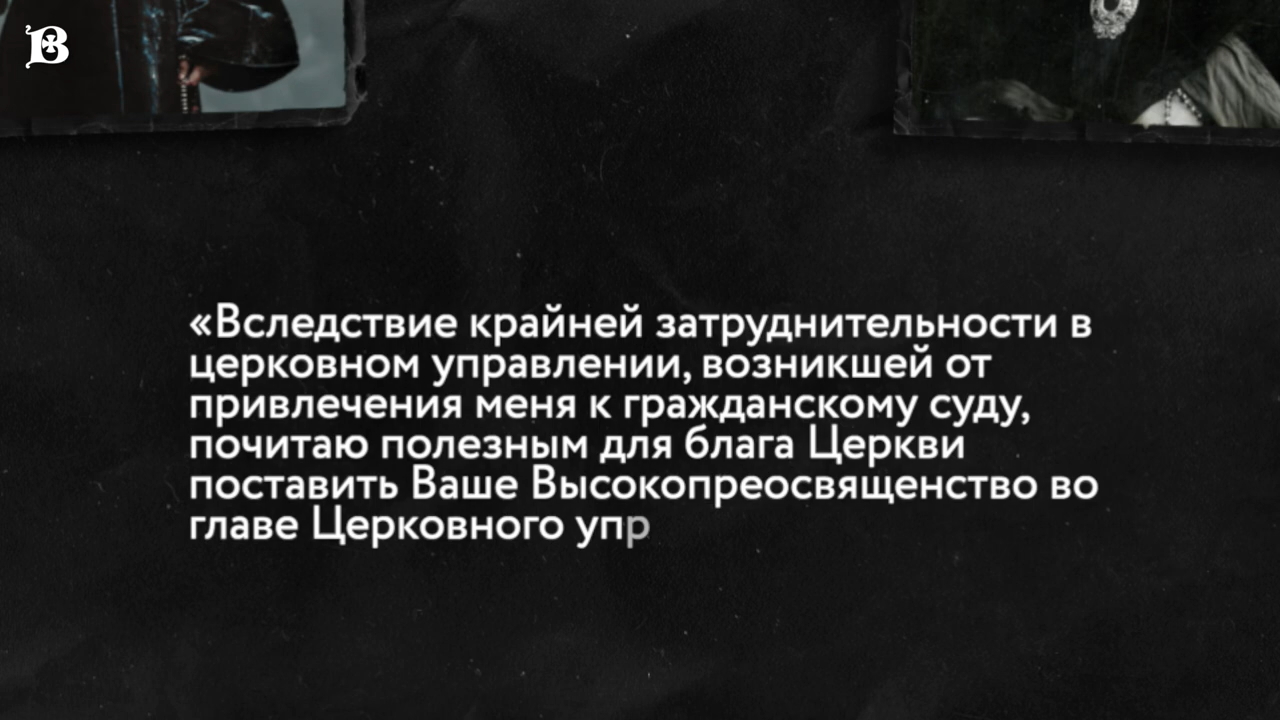 «Вследствие крайней затруднительности в
церковном управлении, возникшей от
привлечения меня к гражданскому суду,
почитаю полезным для блага Церкви
поставить Ваше Высокопреосвященство во
главе Церковного упр